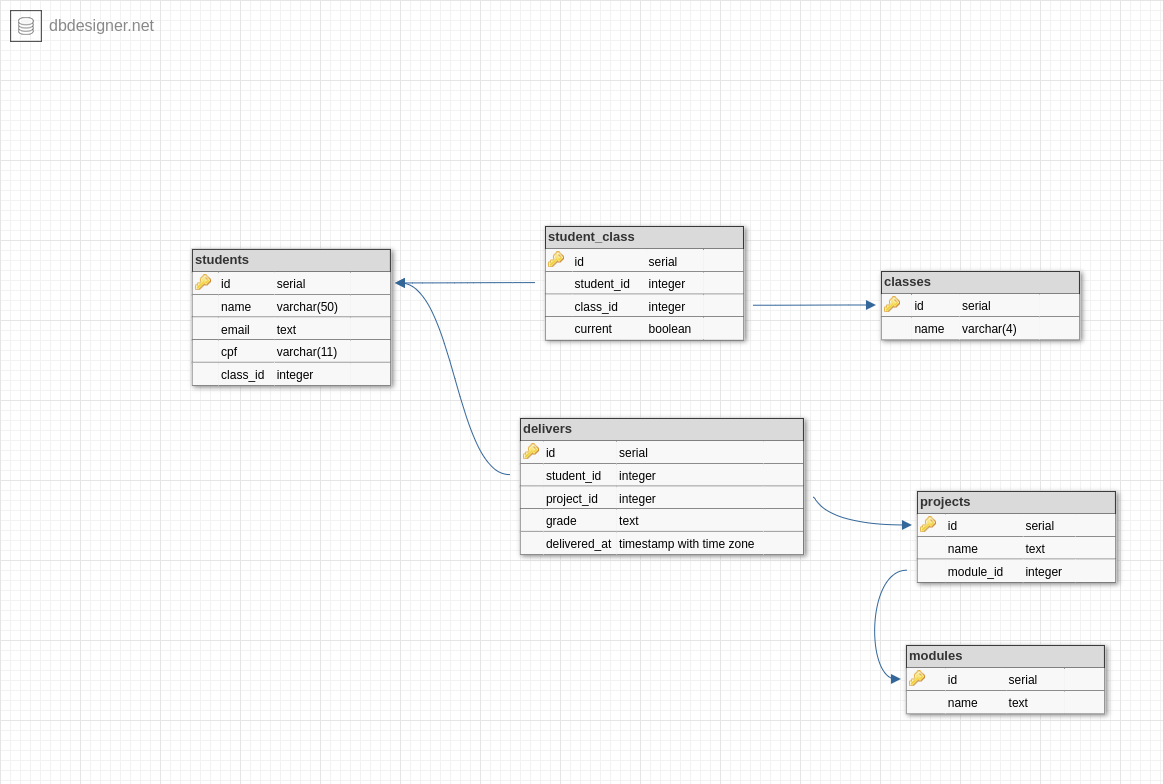 dbdesigner.net
students
id serial
name varchar(50)
email text
cpf varchar(11)
class_id integer
student_class
id serial
student_id integer
class_id integer
current boolean
classes
id serial
name varchar(4)
delivers
id serial
student_id integer
project_id integer
grade text
delivered_at timestamp with time zone
projects
id serial
name text
module_id integer
modules
id serial
name text